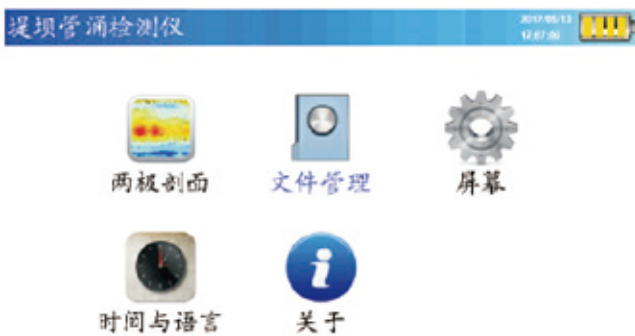 堤坝管涌检测仪
2017/05/13
12:07:06
两极剖面
文件管理
屏幕
时间与语言
关于